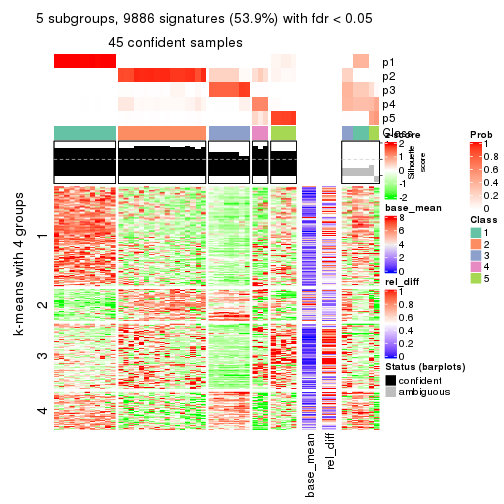 5 subgroups, 9886 signatures (53.9%) with fdr < 0.05
45 confident samples
p1
p2
p3
p4
p5
Class
Silhouette
score
k-means with 4 groups
1
2
3
4
base_mean
rel_diff
z-score
2
1
0
-1
-2
base_mean
8
6
4
2
0
rel_diff
1
0.8
0.6
0.4
0.2
0
Status (barplots)
confident
ambiguous
Prob
1
0.8
0.6
0.4
0.2
0
Class
1
2
3
4
5